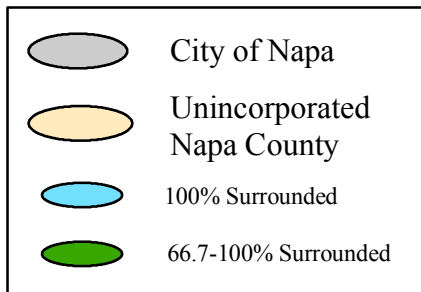 City of Napa
Unincorporated
Napa County
100% Surrounded
66.7-100% Surrounded